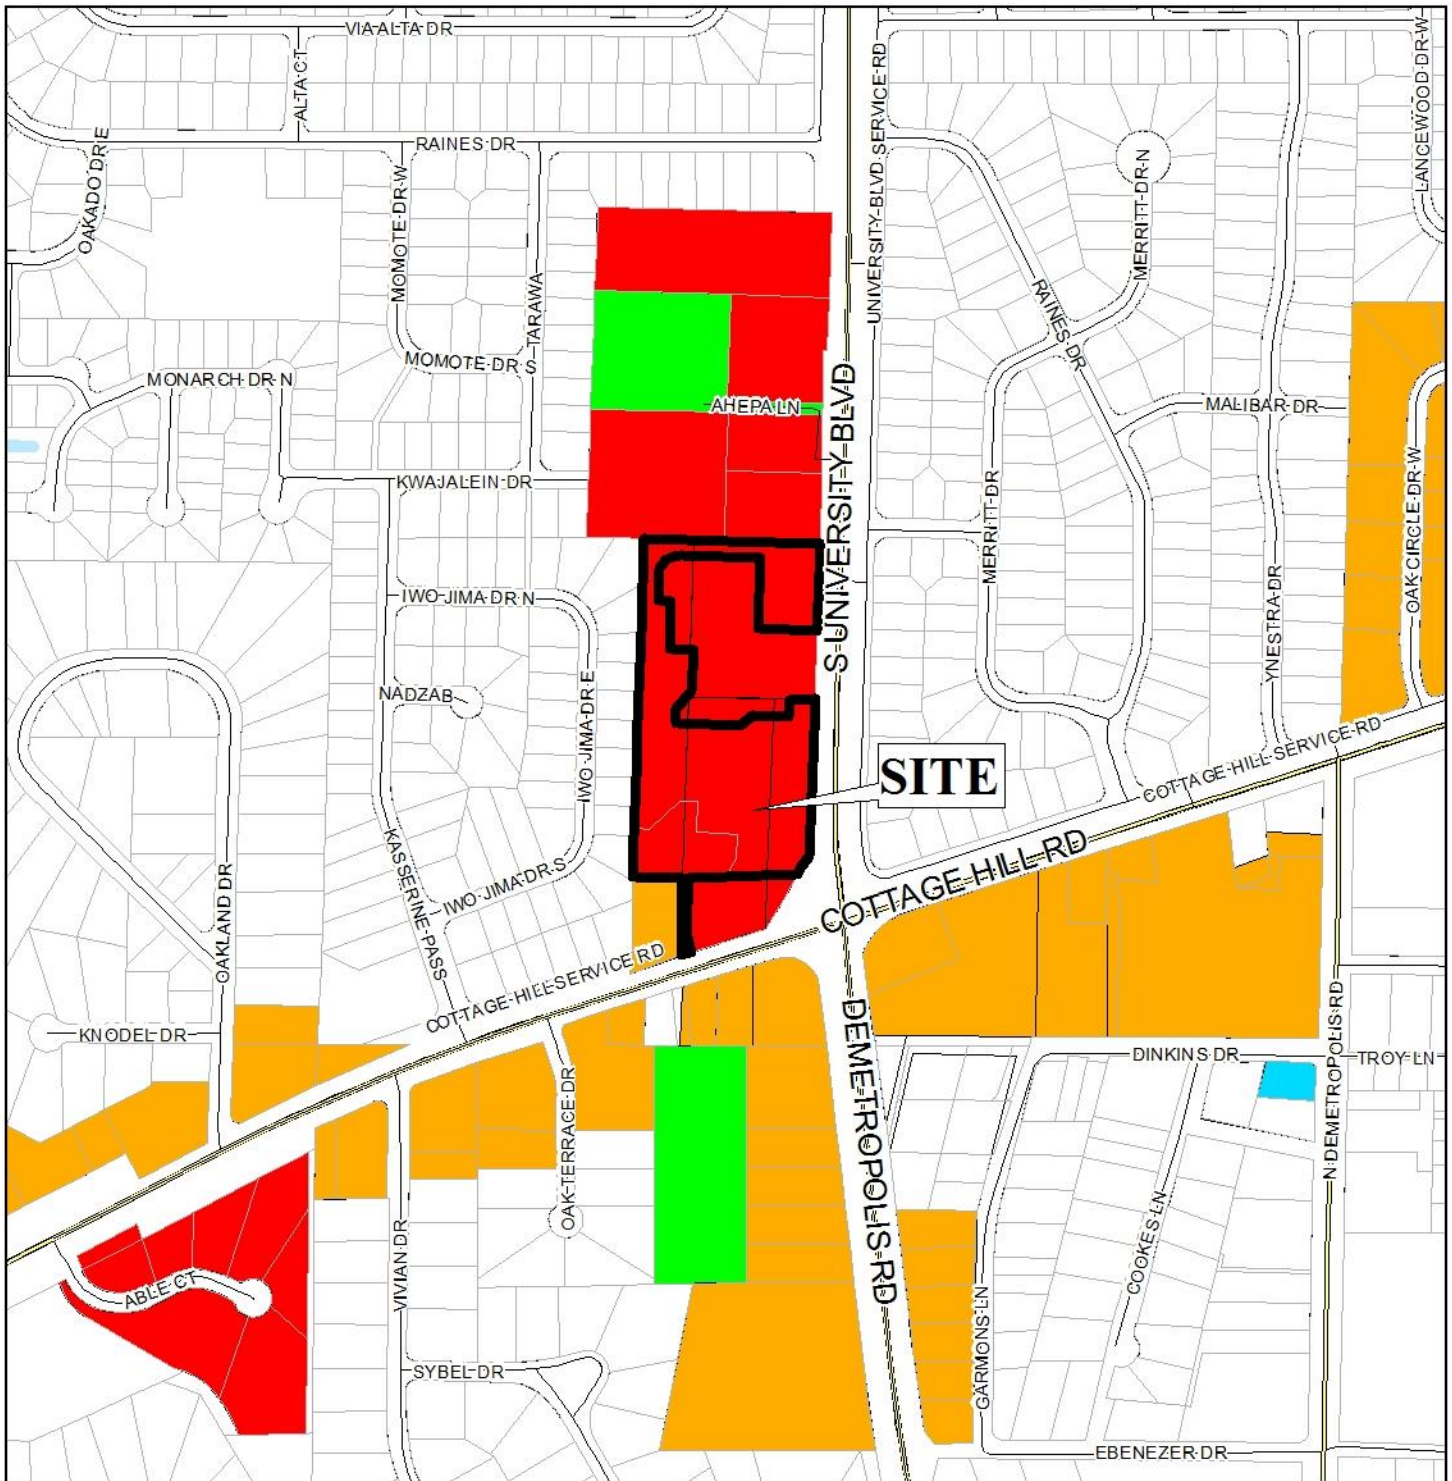 VIA ALTA DR
ALTA CT
UNIVERSITY BLVD SERVICE RD
LANCEWOOD DR W
OAKADO DR E
RAINES DR
MOMOTE DR W
MERRITT DR N
TARAWA
RAINES DR
MOMOTE DR S
MONARCH DR N
AHEPA LN
MALIBAR DR
S UNIVERSITY BLVD
KWAJALEIN DR
MERRITT DR
OAK CIRCLE DR W
IWO JIMA DR N
YNESTRA DR
NADZAB
IWO JIMA DR E
SITE
COTTAGE HILL SERVICE RD
KASSERINE PASS
IWO JIMA DR S
OAKLAND DR
COTTAGE HILL RD
COTTAGE HILL SERVICE RD
KNODEL DR
DEMETROPOLIS RD
DINKINS DR
TROY LN
N DEMETROPOLIS RD
OAK TERRACE DR
COOKES LN
VIVIAN DR
ABLE CT
GARMONS LN
SYBEL DR
EBENEZER DR